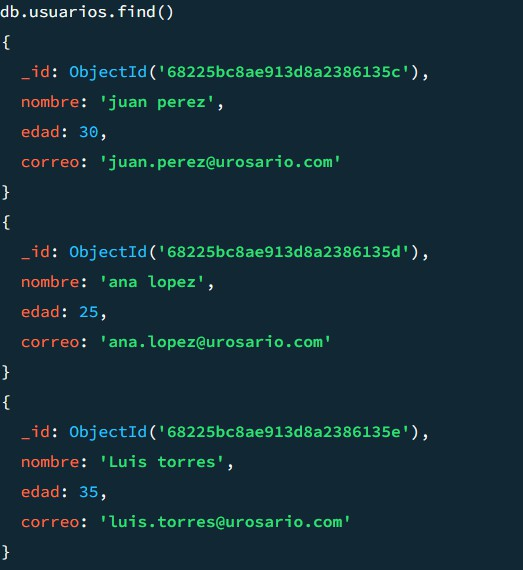 db.usuarios.find()
{
  _id: ObjectId('68225bc8ae913d8a2386135c'),
  nombre: 'juan perez',
  edad: 30,
  correo: 'juan.perez@urosario.com'
}
{
  _id: ObjectId('68225bc8ae913d8a2386135d'),
  nombre: 'ana lopez',
  edad: 25,
  correo: 'ana.lopez@urosario.com'
}
{
  _id: ObjectId('68225bc8ae913d8a2386135e'),
  nombre: 'Luis torres',
  edad: 35,
  correo: 'luis.torres@urosario.com'
}